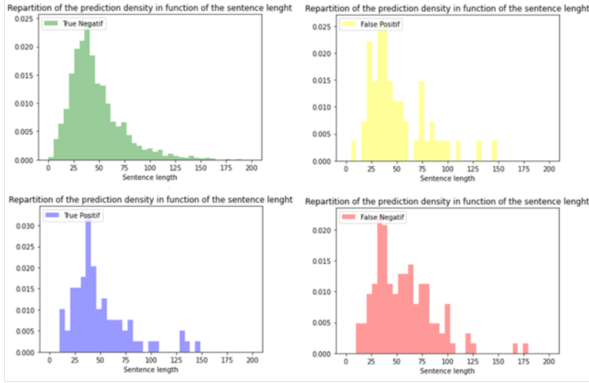 Repartition of the prediction density in function of the sentence lenght
True Negatif
0.025
0.020
0.015
0.010
0.005
0.000
0 25 50 75 100 125 150 175 200
Sentence length
Repartition of the prediction density in function of the sentence lenght
False Positif
0.025
0.020
0.015
0.010
0.005
0.000
0 25 50 75 100 125 150 175 200
Sentence length
Repartition of the prediction density in function of the sentence lenght
True Positif
0.030
0.025
0.020
0.015
0.010
0.005
0.000
0 25 50 75 100 125 150 175 200
Sentence length
Repartition of the prediction density in function of the sentence lenght
False Negatif
0.020
0.015
0.010
0.005
0.000
0 25 50 75 100 125 150 175 200
Sentence length